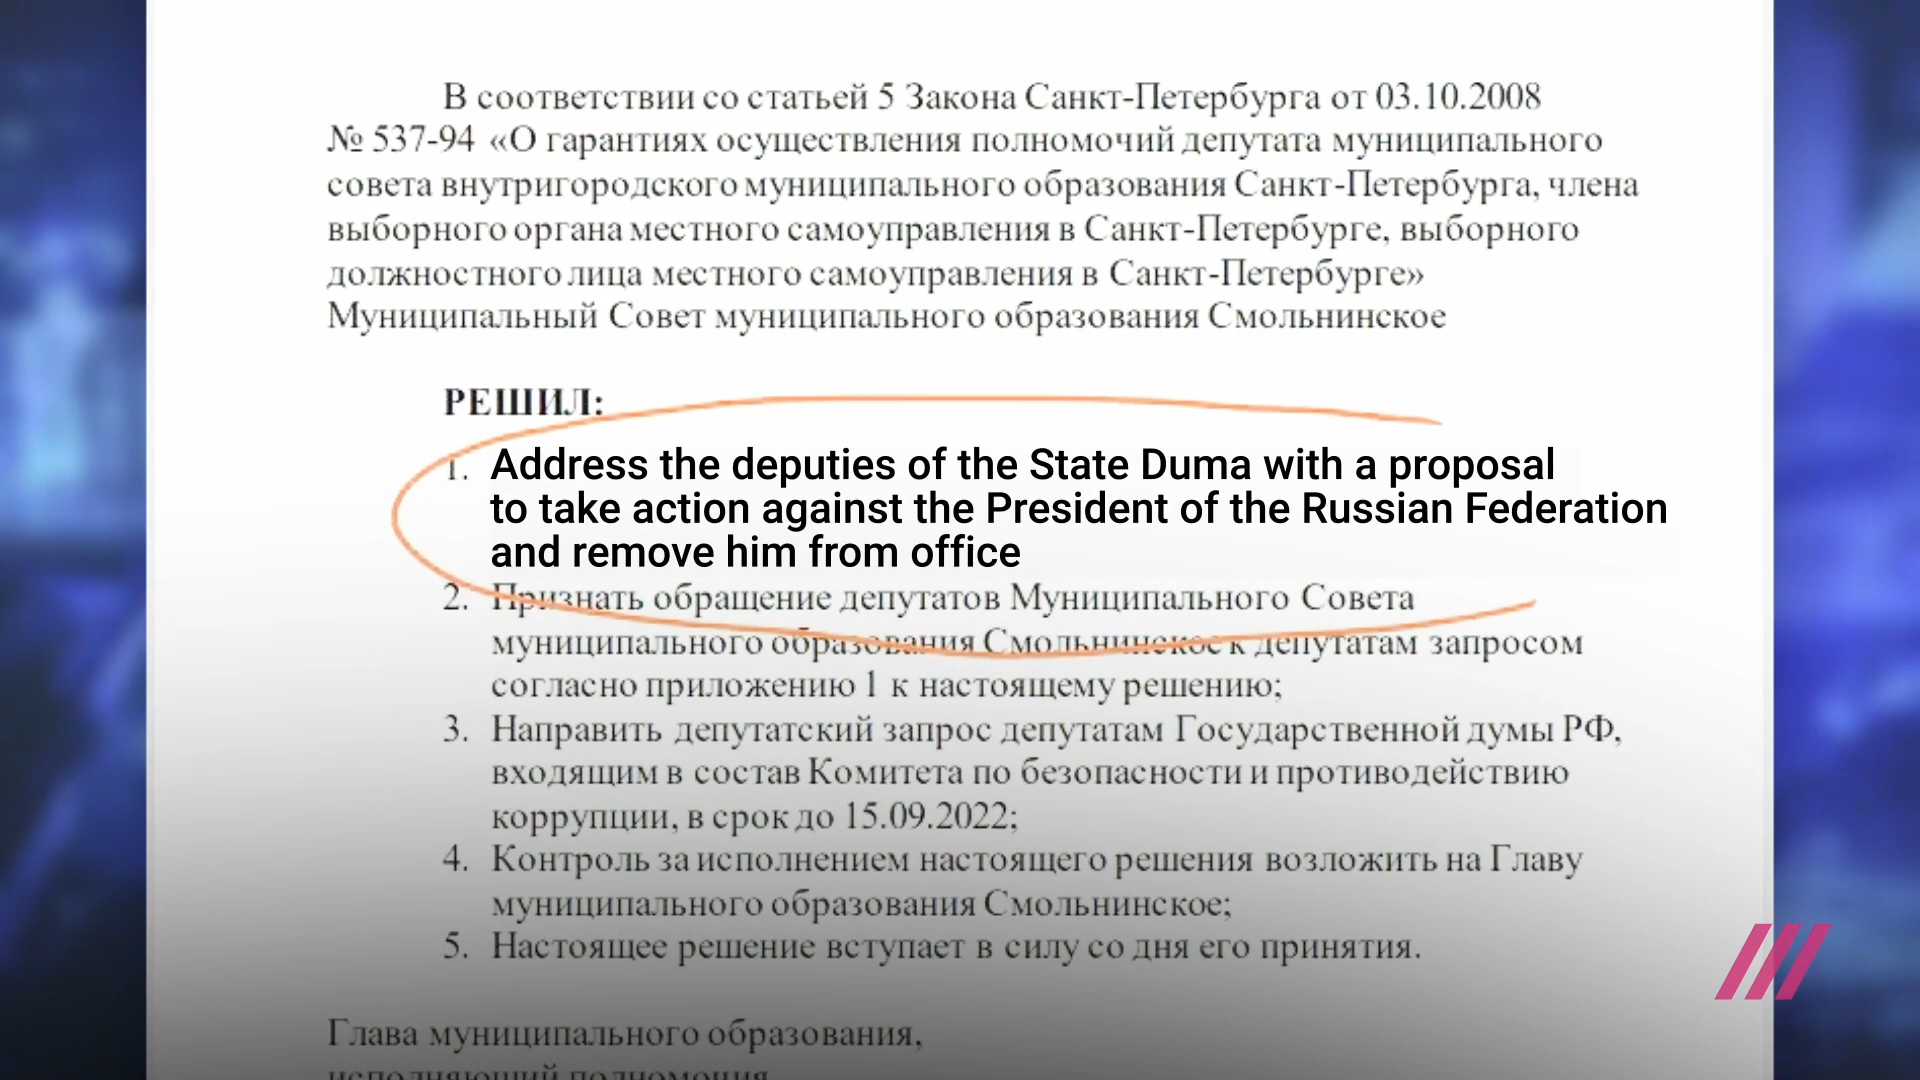 В соответствии со статьей 5 Закона Санкт-Петербурга от 03.10.2008
№ 537-94 «О гарантиях осуществления полномочий депутата муниципального
совета внутригородского муниципального образования Санкт-Петербурга, члена
выборного органа местного самоуправления в Санкт-Петербурге, выборного
должностного лица местного самоуправления в Санкт-Петербурге»
Муниципальный Совет муниципального образования Смольнинское
РЕШИЛ:
1. Address the deputies of the State Duma with a proposal
to take action against the President of the Russian Federation
and remove him from office
2. Признать обращение депутатов Муниципального Совета
муниципального образования Смольнинское к депутатам запросом
согласно приложению 1 к настоящему решению;
3. Направить депутатский запрос депутатам Государственной думы РФ,
входящим в состав Комитета по безопасности и противодействию
коррупции, в срок до 15.09.2022;
4. Контроль за исполнением настоящего решения возложить на Главу
муниципального образования Смольнинское;
5. Настоящее решение вступает в силу со дня его принятия.
Глава муниципального образования,
исполняющий полномочия